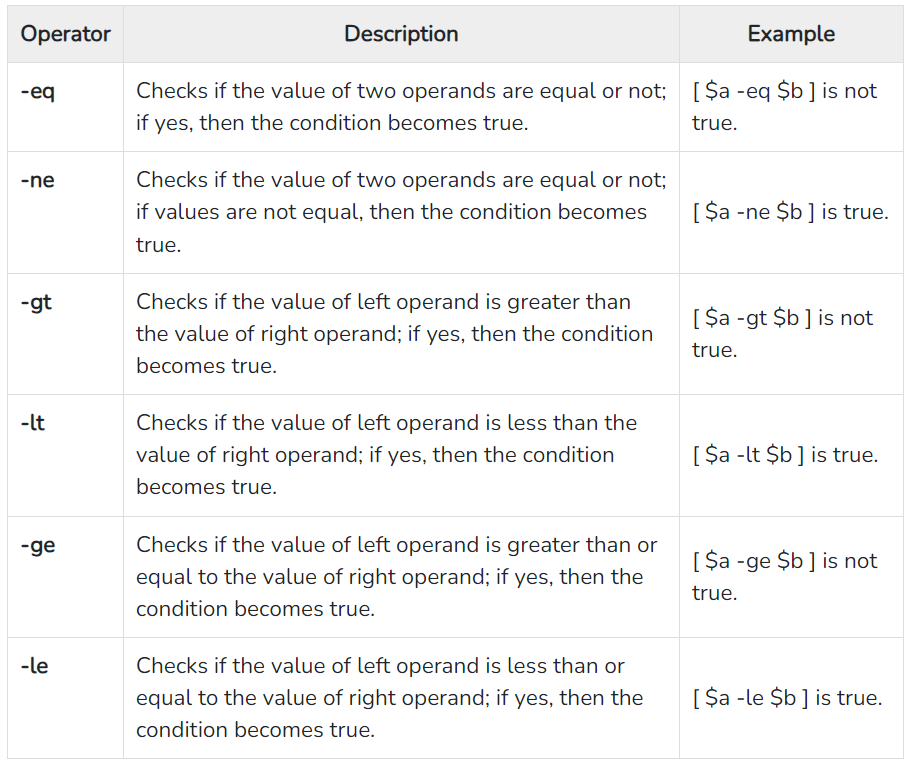 Operator Description Example
-eq
Checks if the value of two operands are equal or not;
if yes, then the condition becomes true.
[ $a -eq $b ] is not
true.
-ne
Checks if the value of two operands are equal or not;
if values are not equal, then the condition becomes
true.
[ $a -ne $b ] is true.
-gt
Checks if the value of left operand is greater than
the value of right operand; if yes, then the condition
becomes true.
[ $a -gt $b ] is not
true.
-lt
Checks if the value of left operand is less than the
value of right operand; if yes, then the condition
becomes true.
[ $a -lt $b ] is true.
-ge
Checks if the value of left operand is greater than or
equal to the value of right operand; if yes, then the
condition becomes true.
[ $a -ge $b ] is not
true.
-le
Checks if the value of left operand is less than or
equal to the value of right operand; if yes, then the
condition becomes true.
[ $a -le $b ] is true.